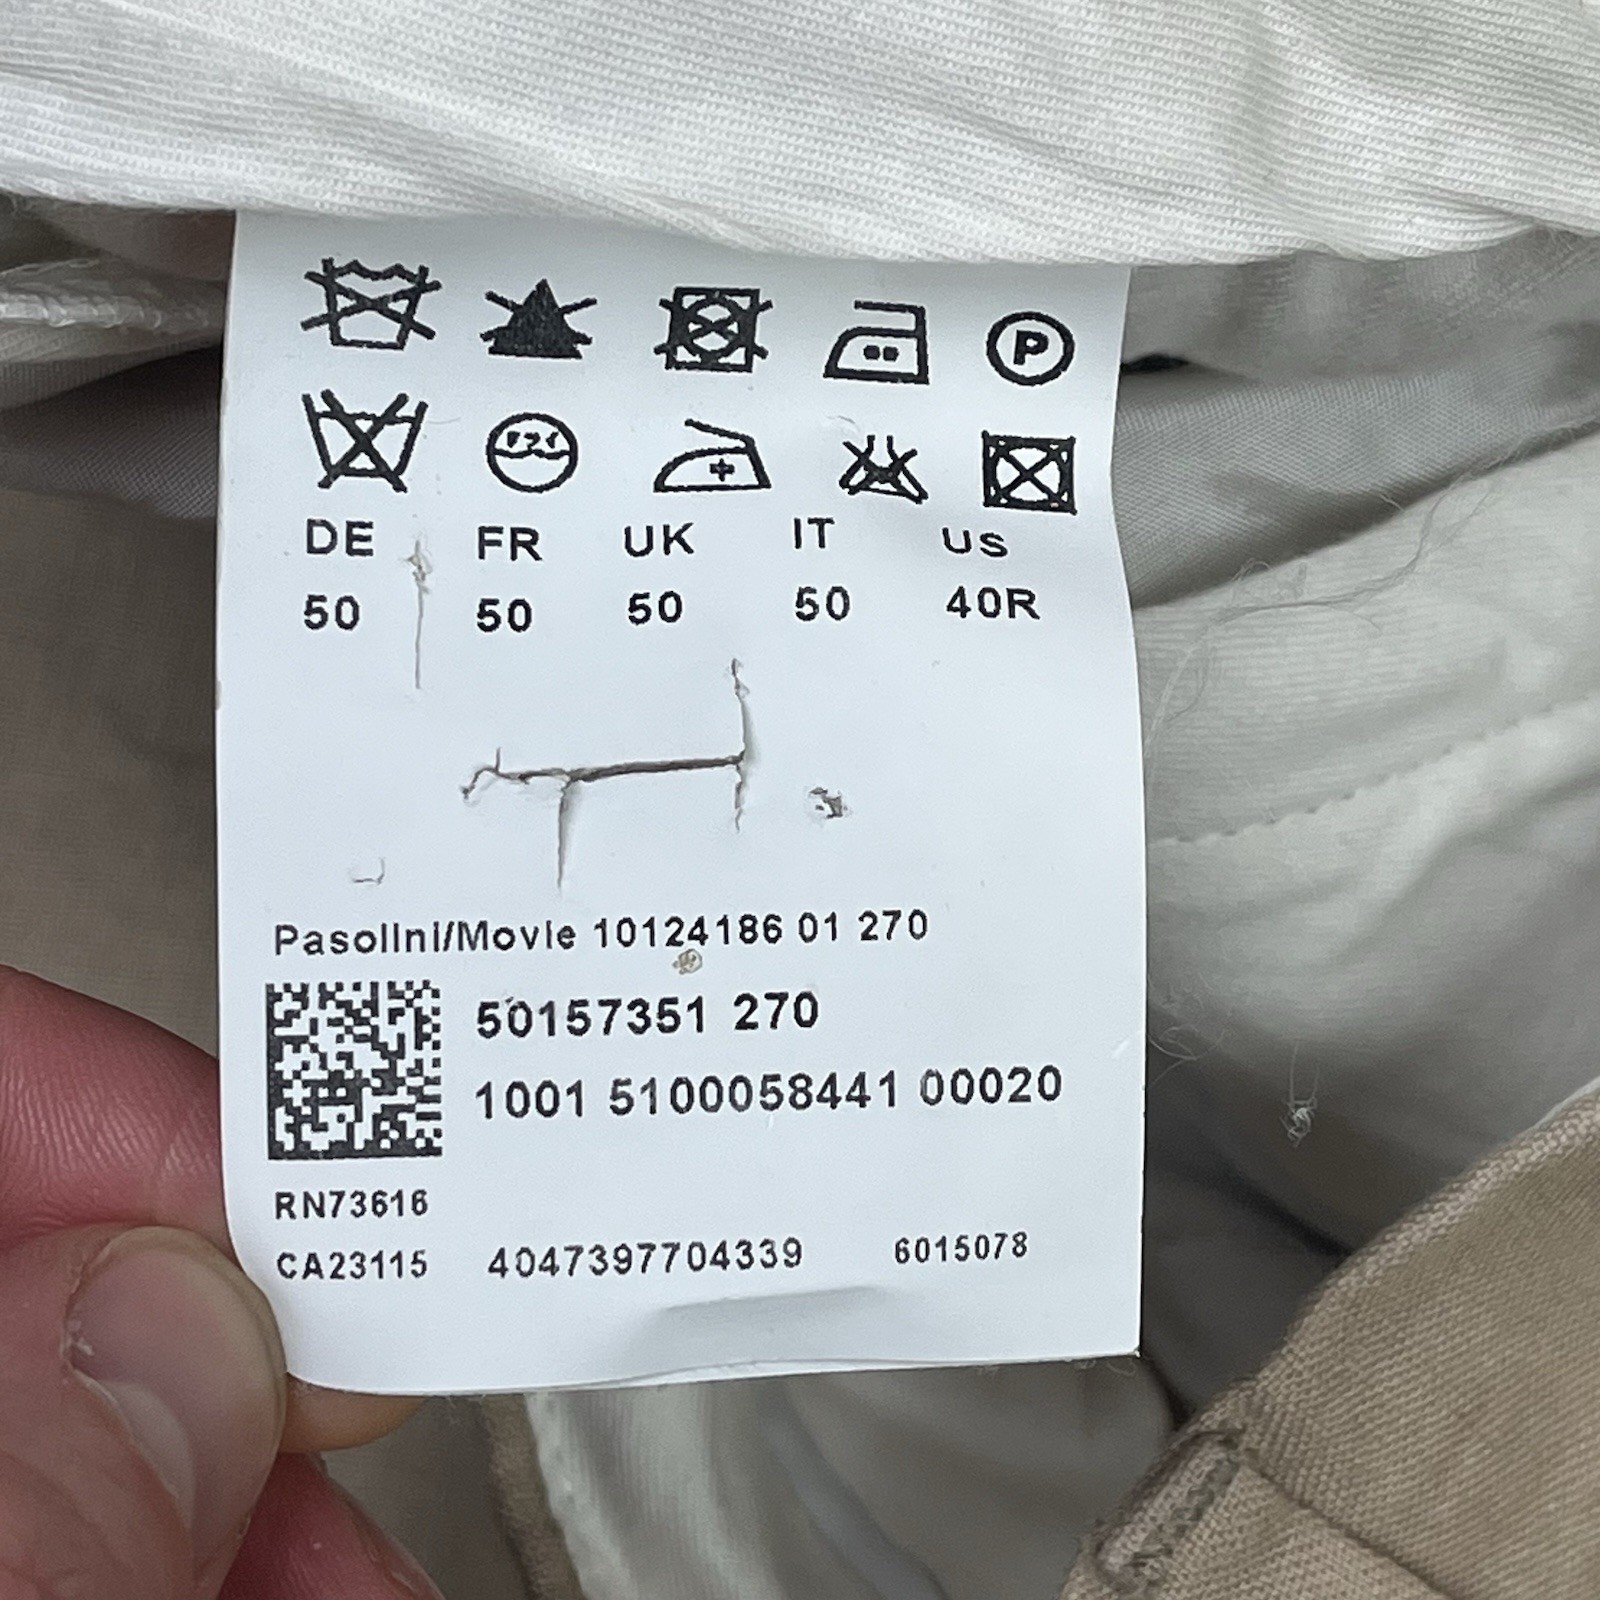 P
DE FR UK IT US
50 50 50 50 40R
Pasolini/Movie 10124186 01 270
50157351 270
1001 5100058441 00020
RN73616
CA23115 4047397704339 6015078